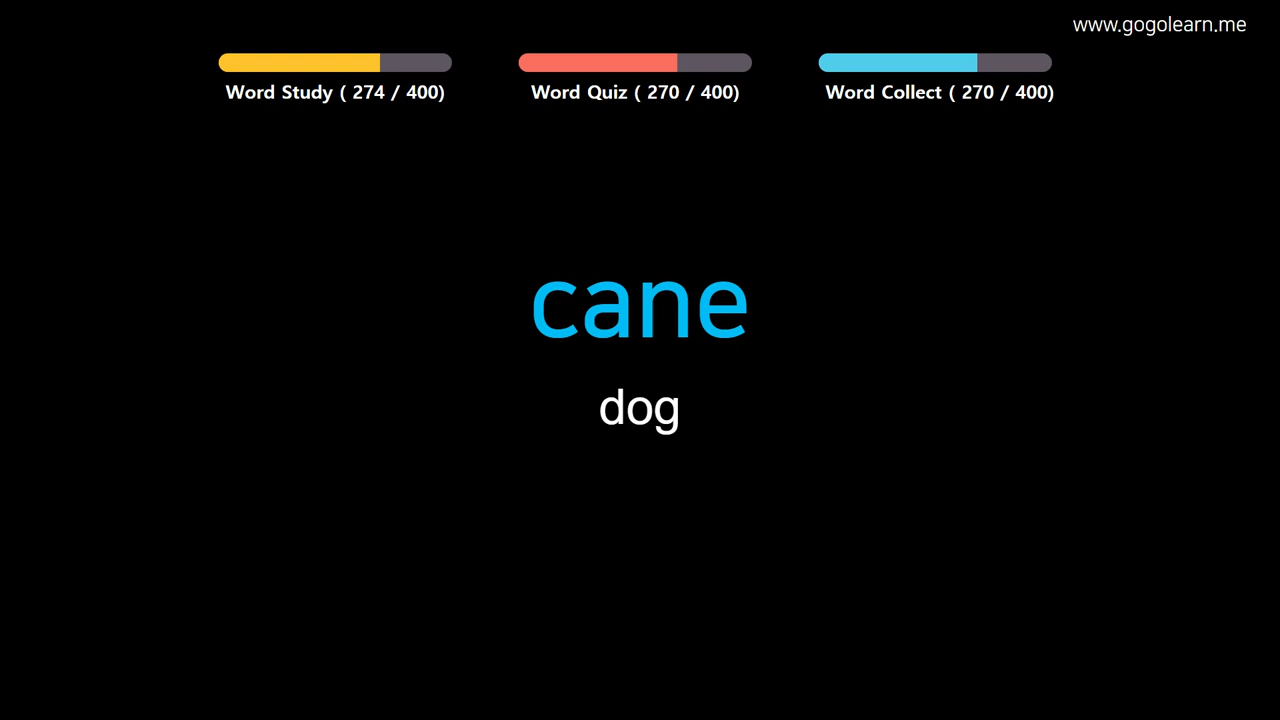 www.gogolearn.me
Word Study ( 274 / 400)
Word Quiz ( 270 / 400)
Word Collect ( 270 / 400)
cane
dog